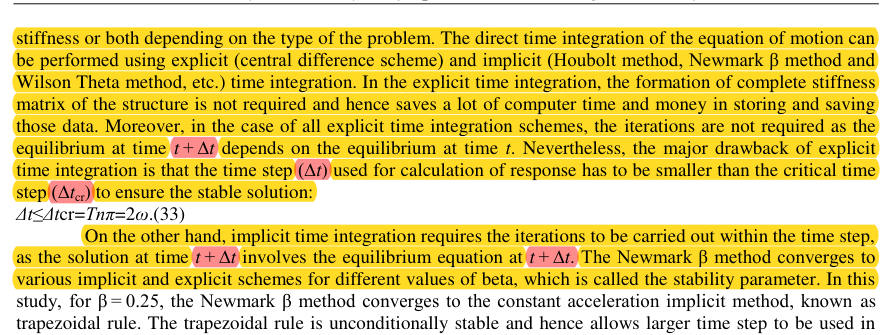 stiffness or both depending on the type of the problem. The direct time integration of the equation of motion can
be performed using explicit (central difference scheme) and implicit (Houbolt method, Newmark β method and
Wilson Theta method, etc.) time integration. In the explicit time integration, the formation of complete stiffness
matrix of the structure is not required and hence saves a lot of computer time and money in storing and saving
those data. Moreover, in the case of all explicit time integration schemes, the iterations are not required as the
equilibrium at time t + Δt depends on the equilibrium at time t. Nevertheless, the major drawback of explicit
time integration is that the time step (Δt) used for calculation of response has to be smaller than the critical time
step (Δtcr) to ensure the stable solution:
Δt≤Δtcr=Tnπ=2ω.(33)
On the other hand, implicit time integration requires the iterations to be carried out within the time step,
as the solution at time t + Δt involves the equilibrium equation at t + Δt. The Newmark β method converges to
various implicit and explicit schemes for different values of beta, which is called the stability parameter. In this
study, for β = 0.25, the Newmark β method converges to the constant acceleration implicit method, known as
trapezoidal rule. The trapezoidal rule is unconditionally stable and hence allows larger time step to be used in